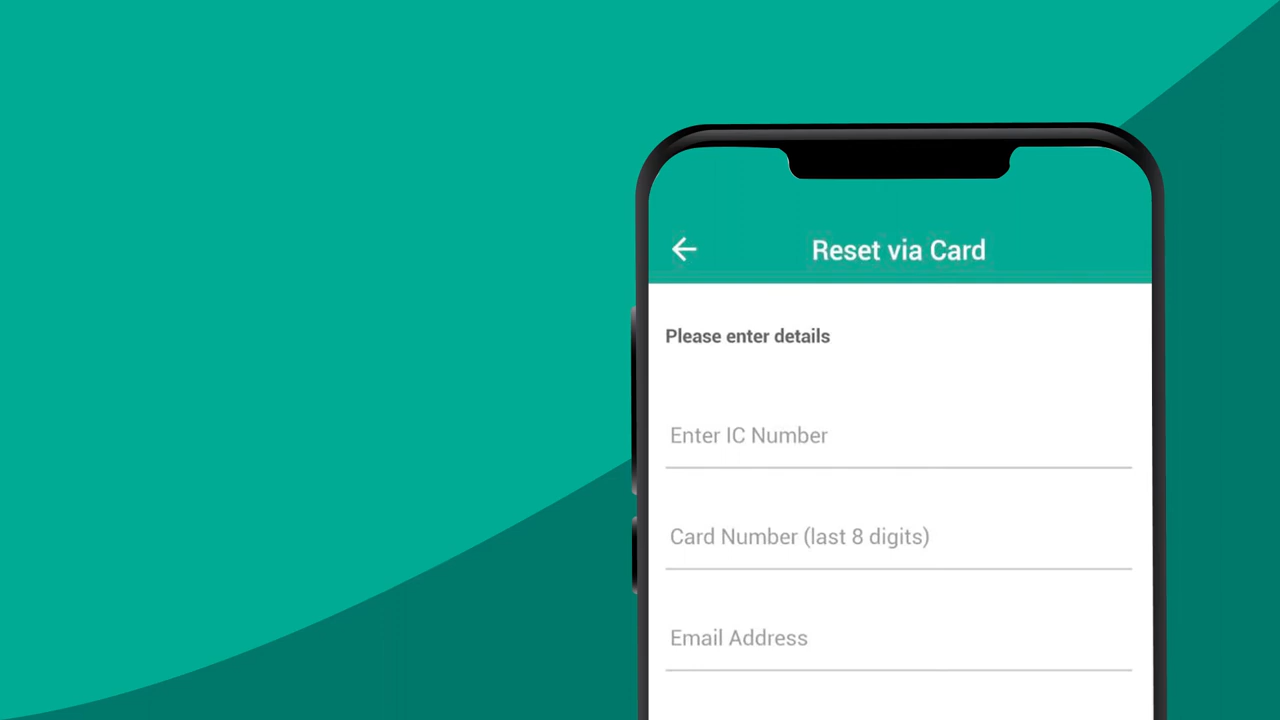 Reset via Card
Please enter details
Enter IC Number
Card Number (last 8 digits)
Email Address